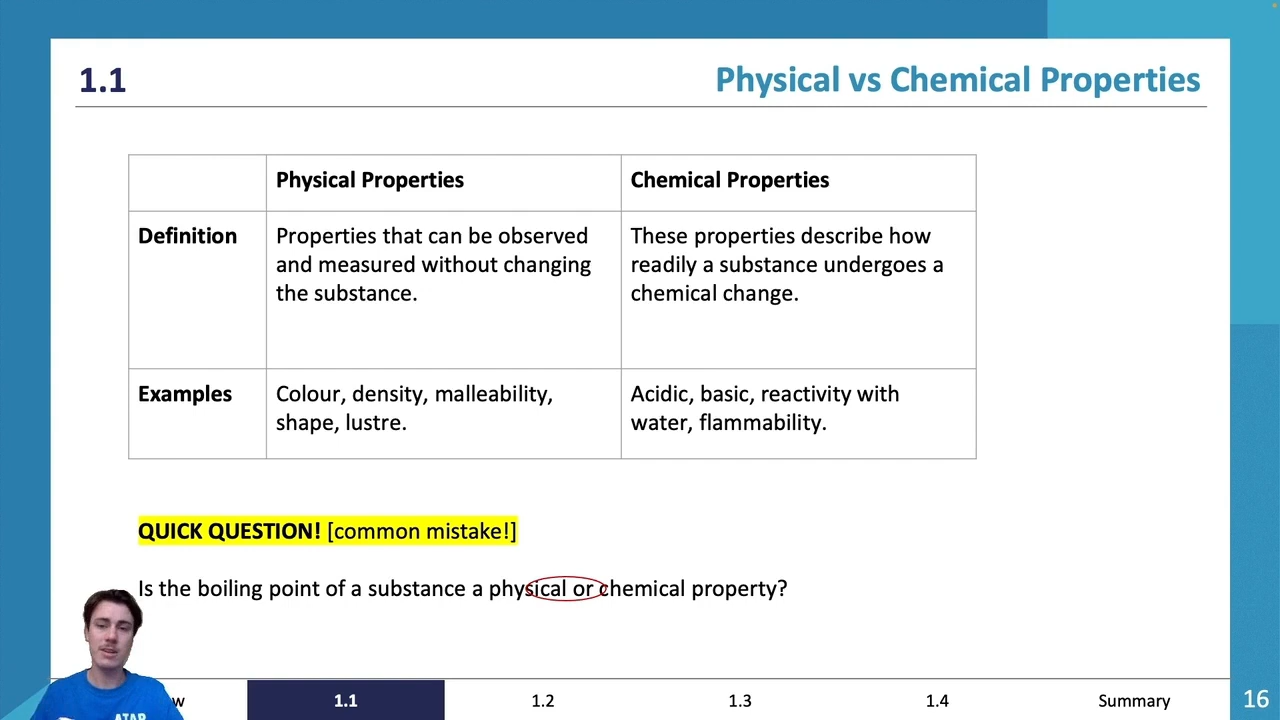 1.1
Physical vs Chemical Properties
Physical Properties
Chemical Properties
Definition
Properties that can be observed
and measured without changing
the substance.
These properties describe how
readily a substance undergoes a
chemical change.
Examples
Colour, density, malleability,
shape, lustre.
Acidic, basic, reactivity with
water, flammability.
QUICK QUESTION! [common mistake!]
Is the boiling point of a substance a physical or chemical property?
1.1
1.2
1.3
1.4
Summary
16
ATAR